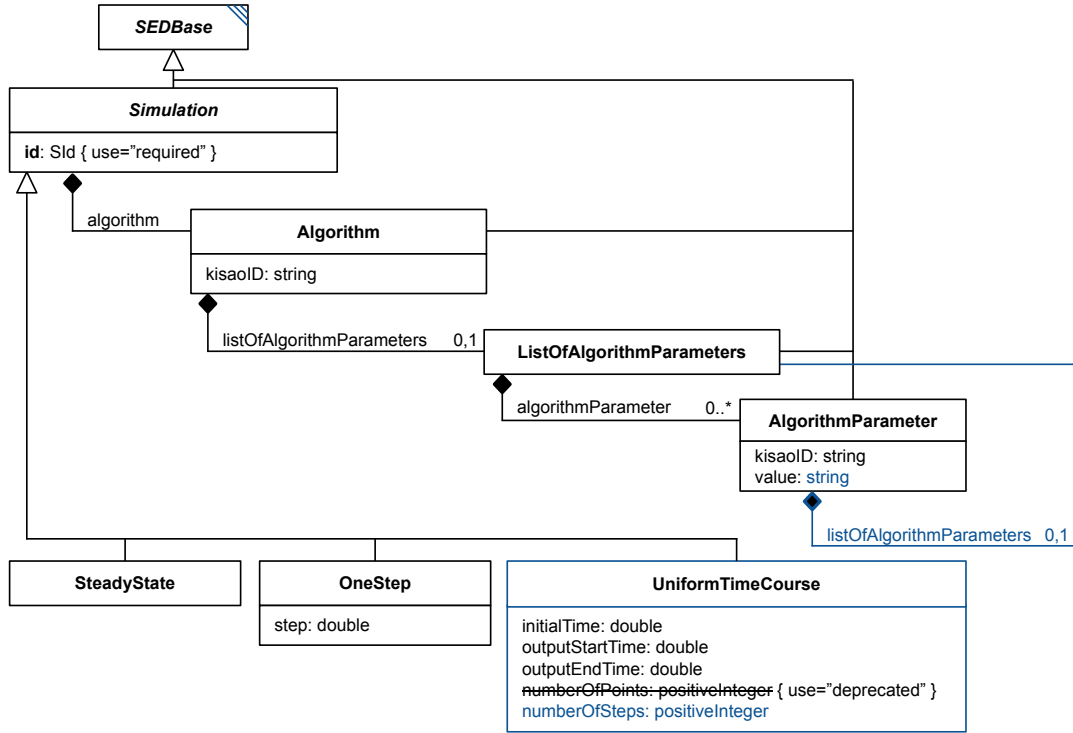 SEDBase
Simulation
id: SId { use=”required” }
algorithm
Algorithm
kisaoID: string
listOfAlgorithmParameters 0,1
ListOfAlgorithmParameters
algorithmParameter 0..*
AlgorithmParameter
kisaoID: string
value: string
listOfAlgorithmParameters 0,1
SteadyState
OneStep
step: double
UniformTimeCourse
initialTime: double
outputStartTime: double
outputEndTime: double
numberOfPoints: positiveInteger { use=”deprecated” }
numberOfSteps: positiveInteger